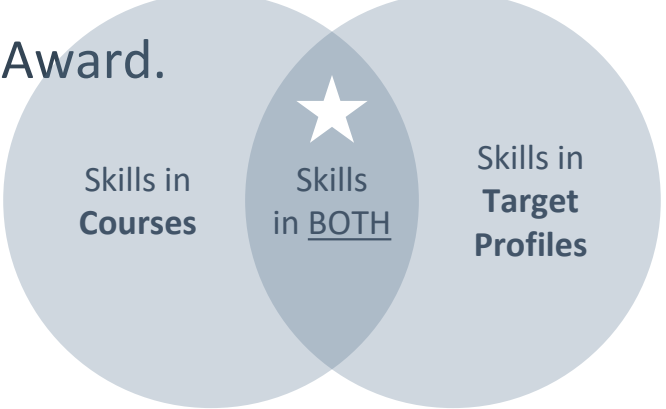 Award.
Skills in
Courses
Skills
in BOTH
Skills in
Target
Profiles